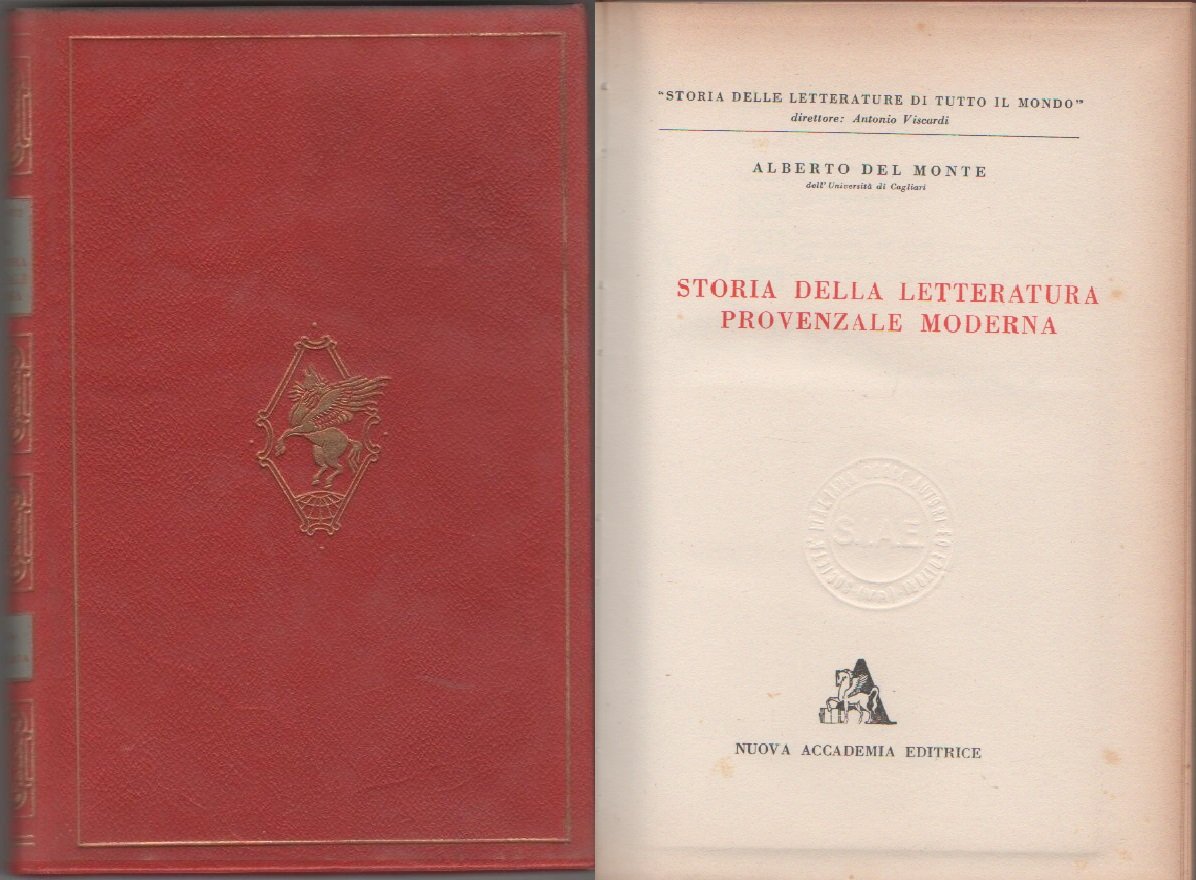 "STORIA DELLE LETTERATURE DI TUTTO IL MONDO"
direttore: Antonio Viscardi
ALBERTO DEL MONTE
dell'Università di Cagliari
STORIA DELLA LETTERATURA
PROVENZALE MODERNA
S.I.A.E.
NUOVA ACCADEMIA EDITRICE